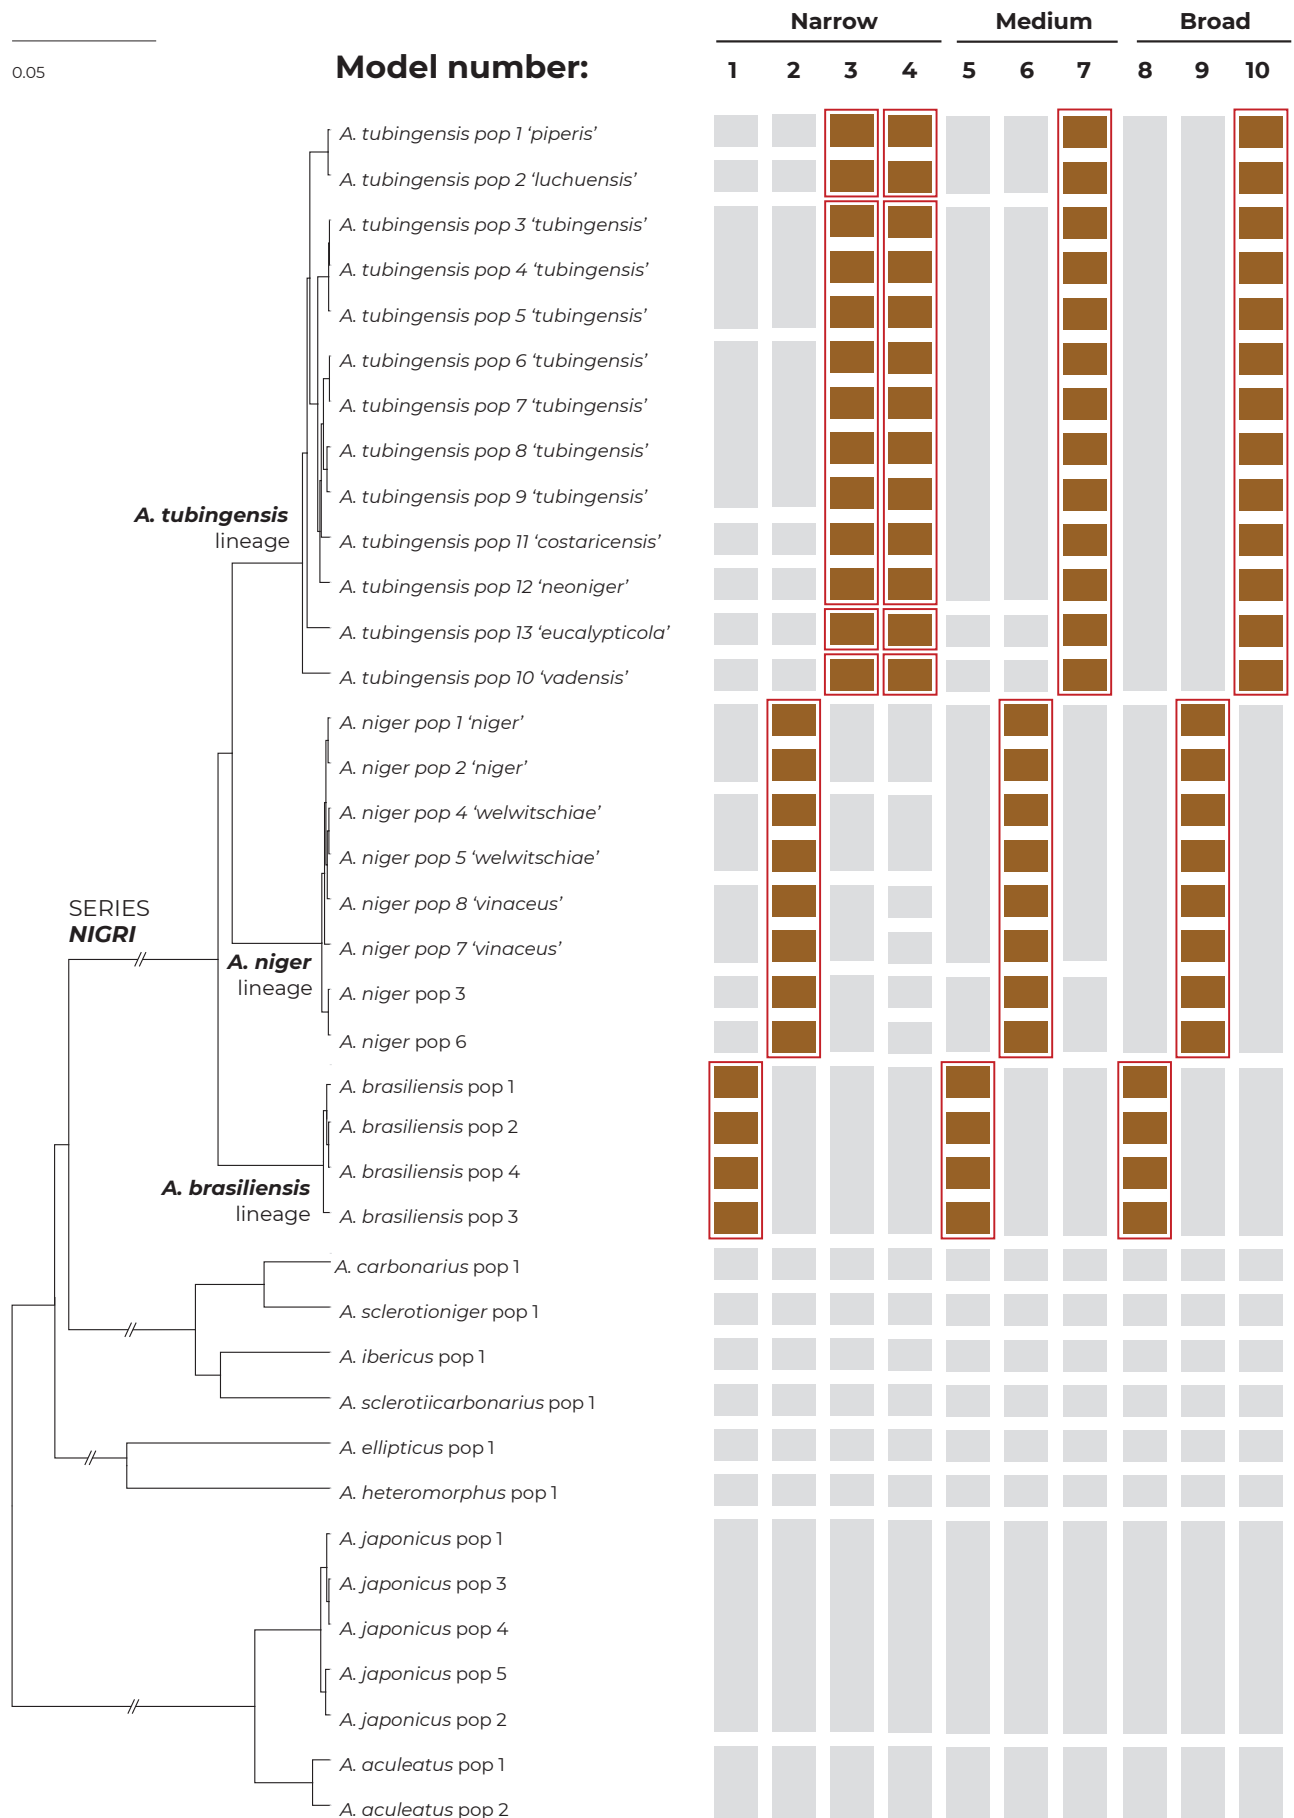 Narrow Medium Broad
0.05 Model number: 1 2 3 4 5 6 7 8 9 10
A. tubingensis pop 1 ‘piperis’
A. tubingensis pop 2 ‘luchuensis’
A. tubingensis pop 3 ‘tubingensis’
A. tubingensis pop 4 ‘tubingensis’
A. tubingensis pop 5 ‘tubingensis’
A. tubingensis pop 6 ‘tubingensis’
A. tubingensis pop 7 ‘tubingensis’
A. tubingensis pop 8 ‘tubingensis’
A. tubingensis pop 9 ‘tubingensis’
A. tubingensis
lineage
A. tubingensis pop 11 ‘costaricensis’
A. tubingensis pop 12 ‘neoniger’
A. tubingensis pop 13 ‘eucalypticola’
A. tubingensis pop 10 ‘vadensis’
A. niger pop 1 ‘niger’
A. niger pop 2 ‘niger’
A. niger pop 4 ‘welwitschiae’
A. niger pop 5 ‘welwitschiae’
A. niger pop 8 ‘vinaceus’
SERIES
NIGRI
A. niger pop 7 ‘vinaceus’
A. niger
lineage
A. niger pop 3
A. niger pop 6
A. brasiliensis pop 1
A. brasiliensis pop 2
A. brasiliensis pop 4
A. brasiliensis
lineage
A. brasiliensis pop 3
A. carbonarius pop 1
A. sclerotioniger pop 1
A. ibericus pop 1
A. sclerotiicarbonarius pop 1
A. ellipticus pop 1
A. heteromorphus pop 1
A. japonicus pop 1
A. japonicus pop 3
A. japonicus pop 4
A. japonicus pop 5
A. japonicus pop 2
A. aculeatus pop 1
A. aculeatus pop 2